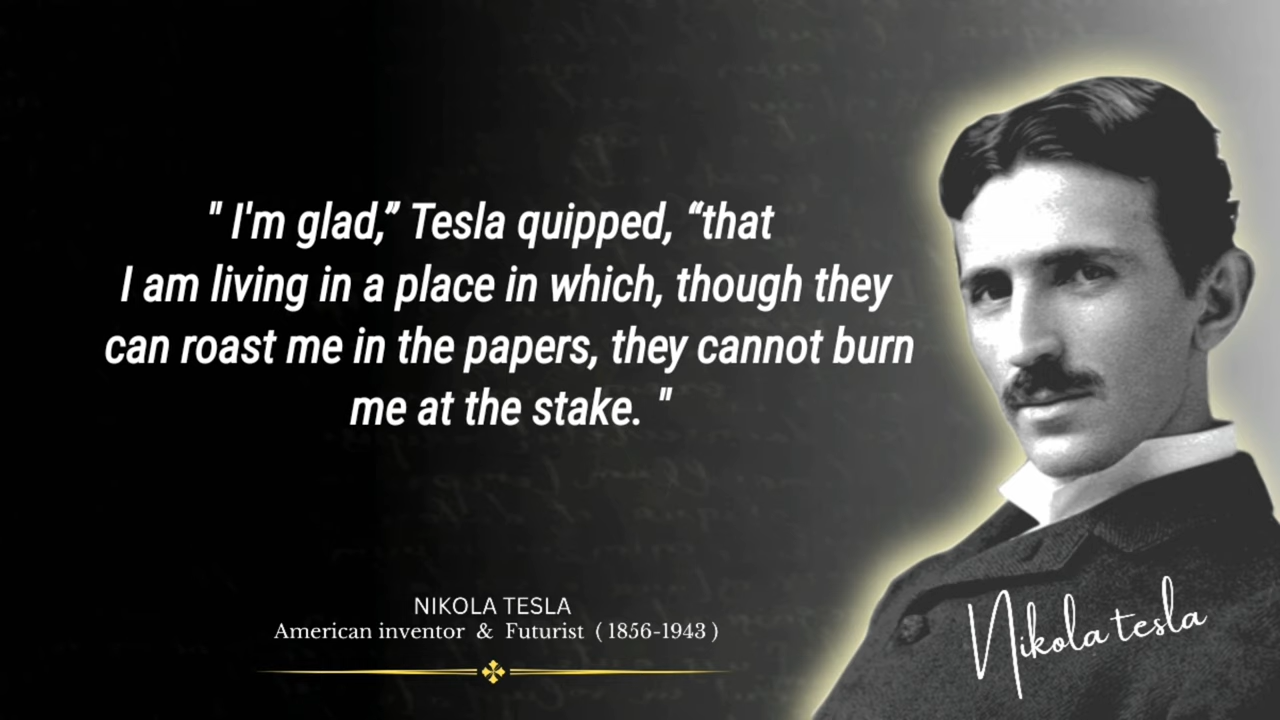 " I'm glad,” Tesla quipped, “that
I am living in a place in which, though they
can roast me in the papers, they cannot burn
me at the stake. "
NIKOLA TESLA
American inventor & Futurist ( 1856-1943 )
Nikola tesla